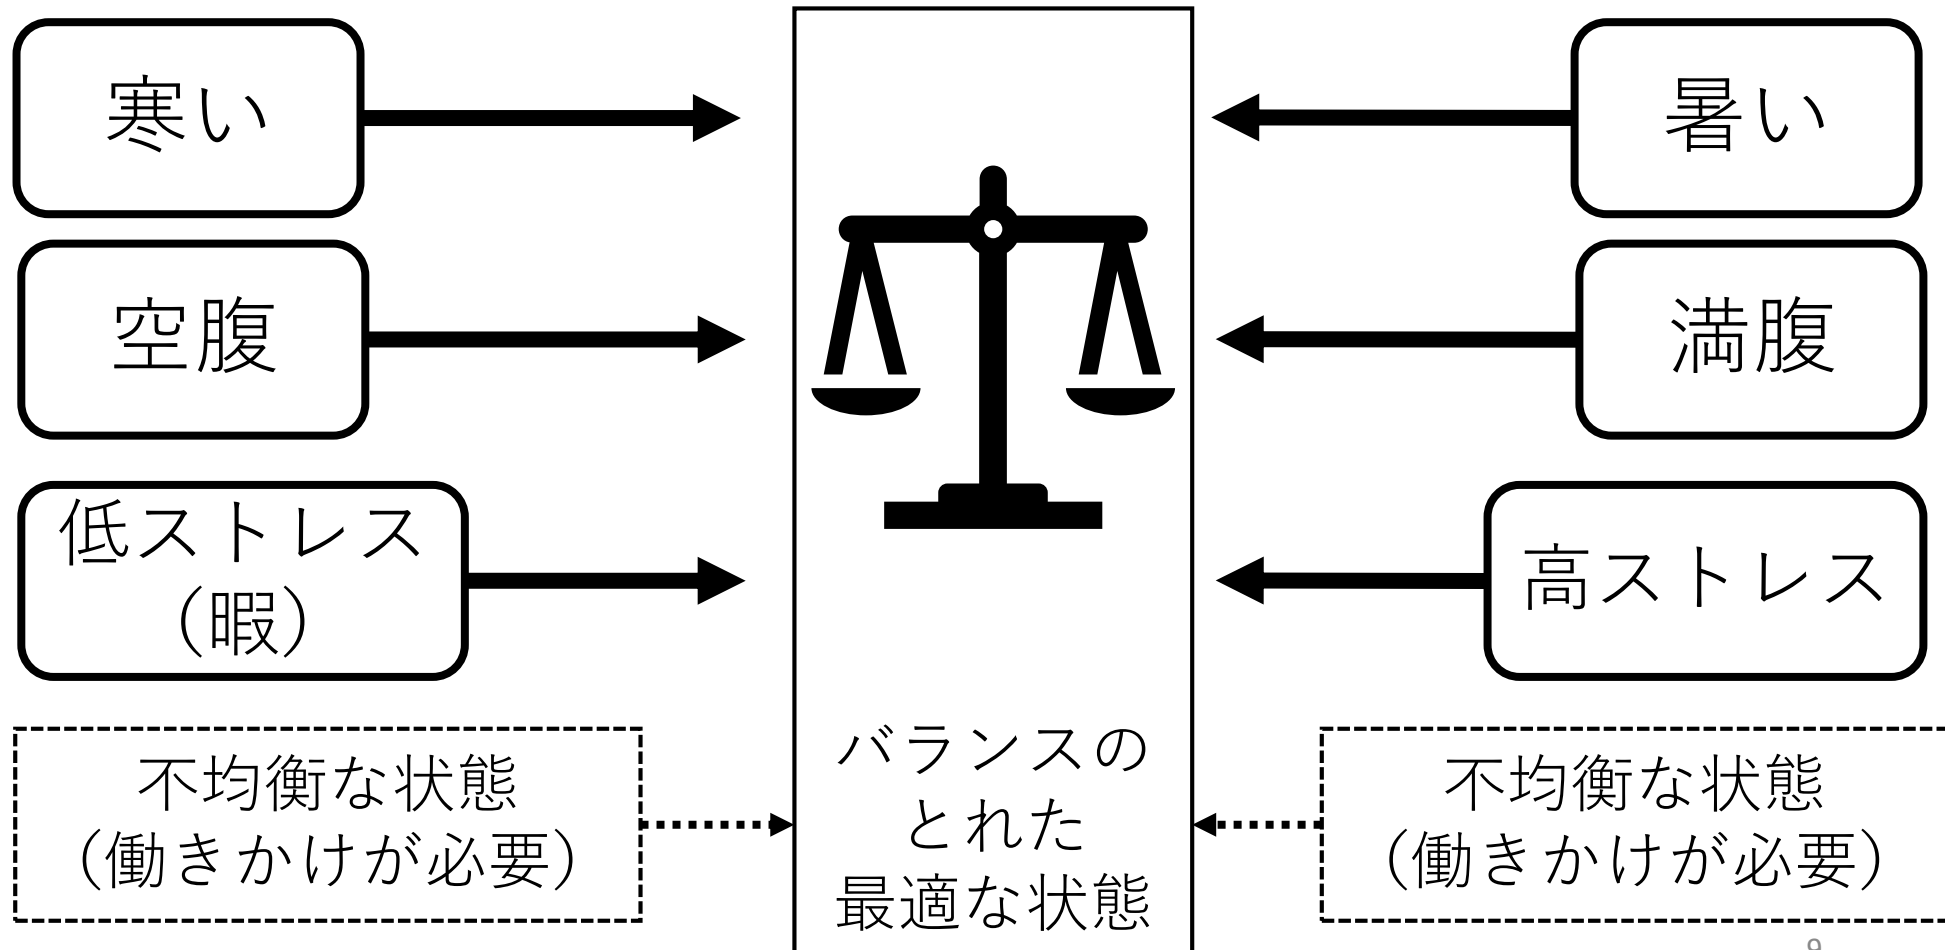 寒い
暑い
空腹
満腹
低ストレス
（暇）
高ストレス
不均衡な状態
（働きかけが必要）
バランスの
とれた
最適な状態
不均衡な状態
（働きかけが必要）
9